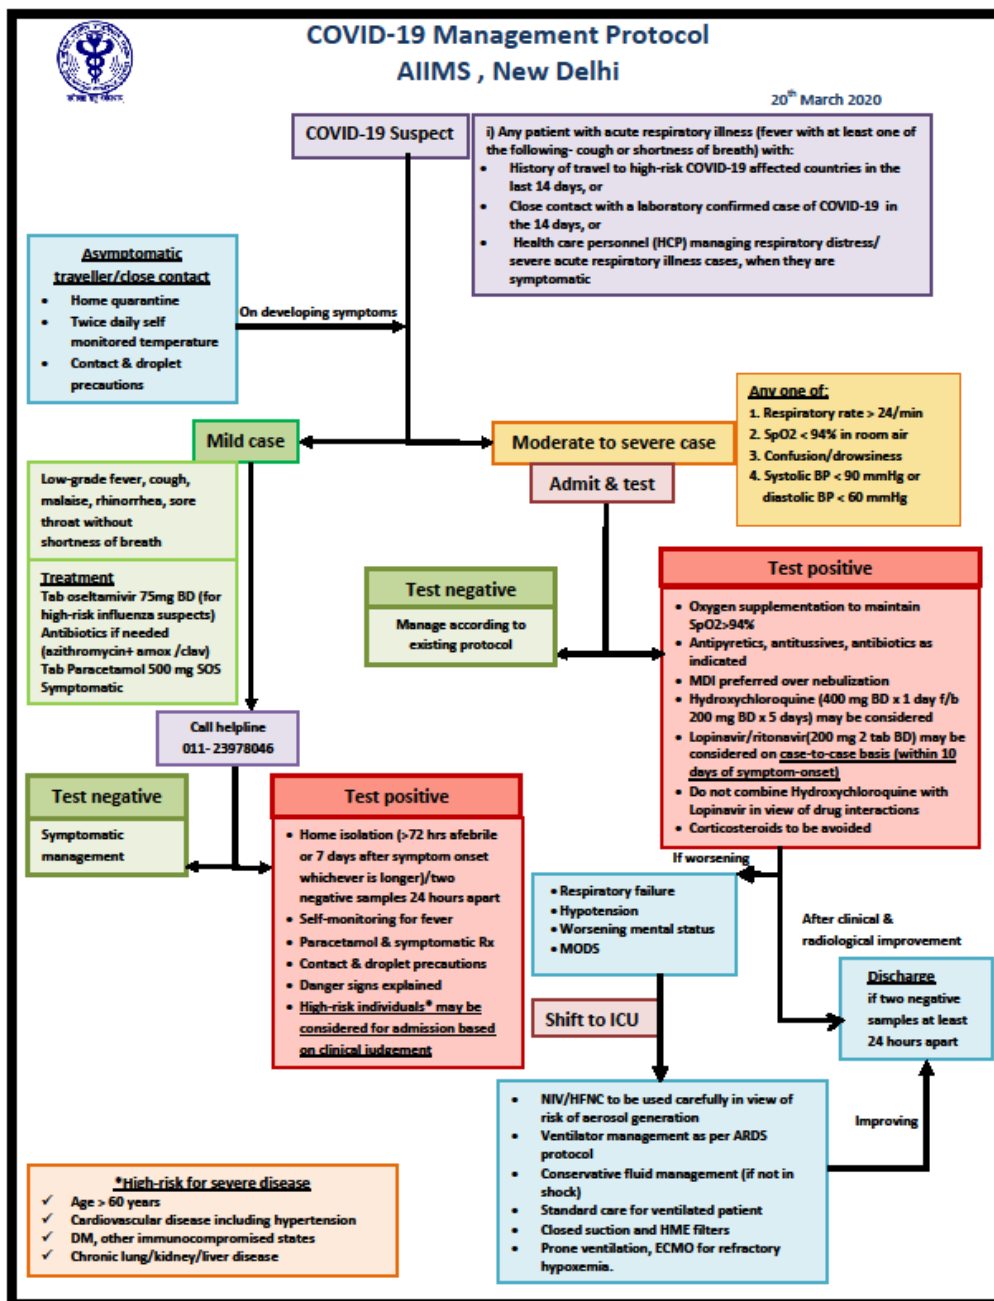 COVID-19 Management Protocol
AIIMS , New Delhi
20th March 2020
COVID-19 Suspect
i) Any patient with acute respiratory illness (fever with at least one of
the following- cough or shortness of breath) with:
• History of travel to high-risk COVID-19 affected countries in the
last 14 days, or
• Close contact with a laboratory confirmed case of COVID-19 in
the 14 days, or
• Health care personnel (HCP) managing respiratory distress/
severe acute respiratory illness cases, when they are
symptomatic
Asymptomatic
traveller/close contact
• Home quarantine
• Twice daily self
monitored temperature
• Contact & droplet
precautions
On developing symptoms
Mild case
Moderate to severe case
Any one of:
1. Respiratory rate > 24/min
2. SpO2 < 94% in room air
3. Confusion/drowsiness
4. Systolic BP < 90 mmHg or
diastolic BP < 60 mmHg
Low-grade fever, cough,
malaise, rhinorrhea, sore
throat without
shortness of breath
Admit & test
Treatment
Tab oseltamivir 75mg BD (for
high-risk influenza suspects)
Antibiotics if needed
(azithromycin+ amox /clav)
Tab Paracetamol 500 mg SOS
Symptomatic
Test negative
Manage according to
existing protocol
Test positive
• Oxygen supplementation to maintain
SpO2>94%
• Antipyretics, antitussives, antibiotics as
indicated
• MDI preferred over nebulization
• Hydroxychloroquine (400 mg BD x 1 day f/b
200 mg BD x 5 days) may be considered
• Lopinavir/ritonavir(200 mg 2 tab BD) may be
considered on case-to-case basis (within 10
days of symptom-onset)
• Do not combine Hydroxychloroquine with
Lopinavir in view of drug interactions
• Corticosteroids to be avoided
Call helpline
011- 23978046
Test negative
Symptomatic
management
Test positive
• Home isolation (>72 hrs afebrile
or 7 days after symptom onset
whichever is longer)/two
negative samples 24 hours apart
• Self-monitoring for fever
• Paracetamol & symptomatic Rx
• Contact & droplet precautions
• Danger signs explained
• High-risk individuals* may be
considered for admission based
on clinical judgement
If worsening
• Respiratory failure
• Hypotension
• Worsening mental status
• MODS
After clinical &
radiological improvement
Discharge
if two negative
samples at least
24 hours apart
Shift to ICU
• NIV/HFNC to be used carefully in view of
risk of aerosol generation
• Ventilator management as per ARDS
protocol
• Conservative fluid management (if not in
shock)
• Standard care for ventilated patient
• Closed suction and HME filters
• Prone ventilation, ECMO for refractory
hypoxemia.
Improving
*High-risk for severe disease
✓ Age > 60 years
✓ Cardiovascular disease including hypertension
✓ DM, other immunocompromised states
✓ Chronic lung/kidney/liver disease